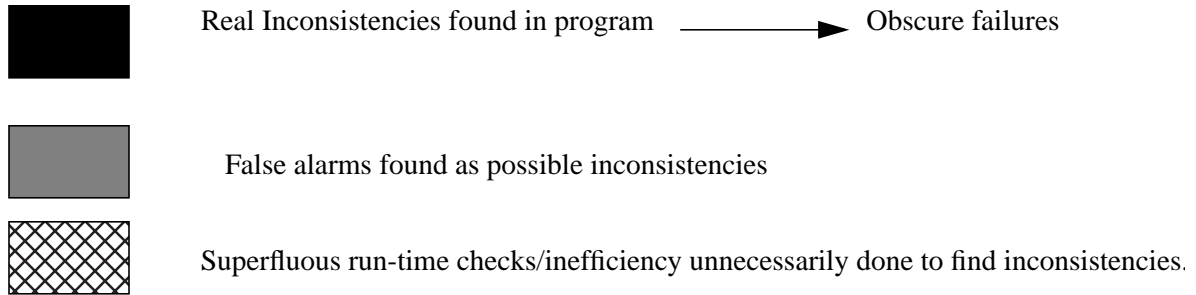 Real Inconsistencies found in program Obscure failures
False alarms found as possible inconsistencies
Superfluous run-time checks/inefficiency unnecessarily done to find inconsistencies.